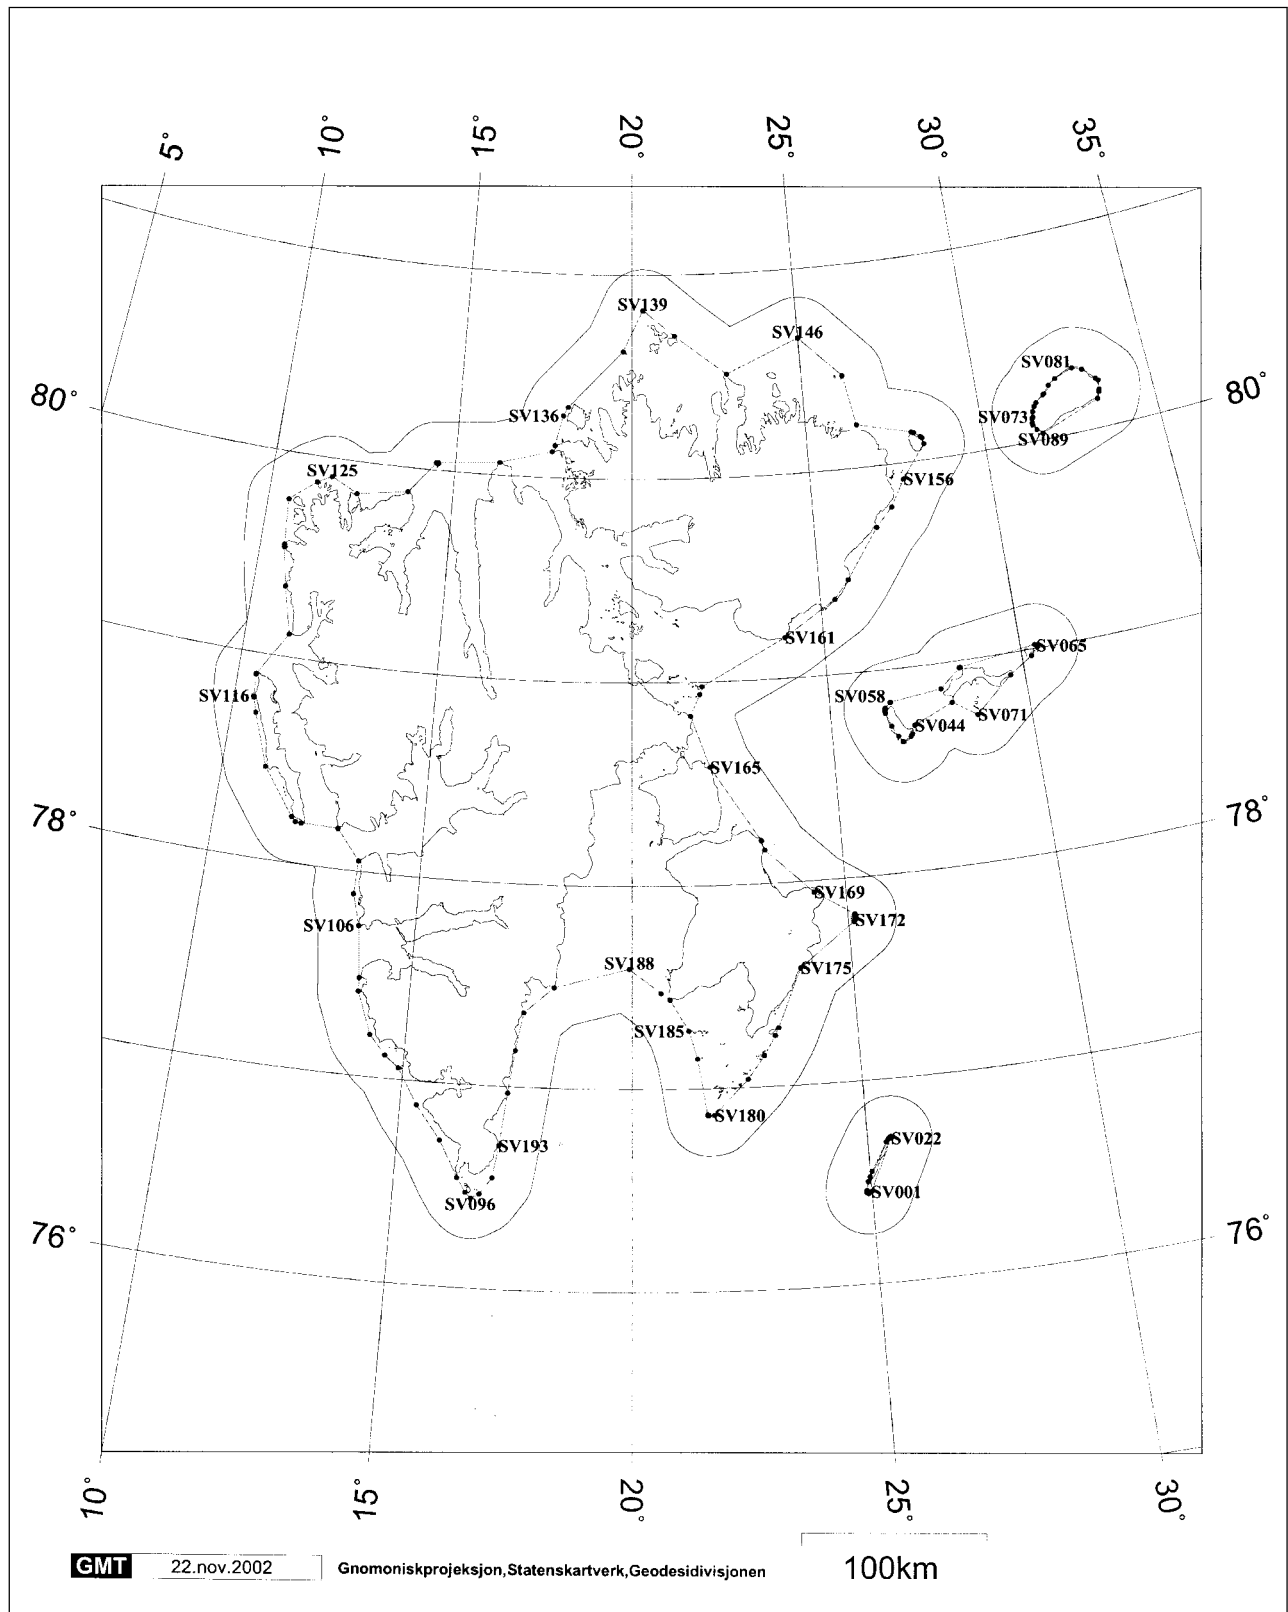 5°
10°
15°
20°
25°
30°
35°
SV139
SV146
SV081
80°
80°
SV136
SV073
SV089
SV125
SV156
SV161
SV065
SV116
SV058
SV044
SV071
SV165
78°
78°
SV169
SV106
SV172
SV188
SV175
SV185
SV180
SV022
SV193
SV001
SV096
76°
76°
10°
15°
20°
25°
30°
GMT 22.nov.2002 Gnomoniskprojeksjon,Statenskartverk,Geodesidivisjonen
100km